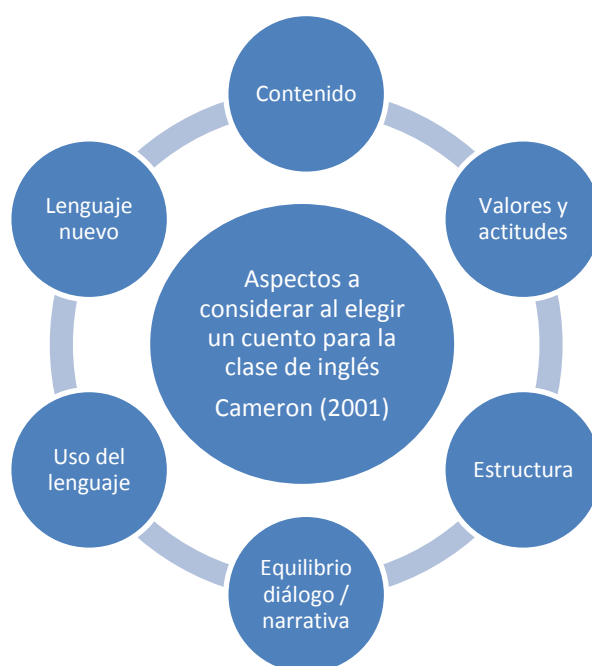 Contenido
Valores y
actitudes
Estructura
Equilibrio
diálogo /
narrativa
Uso del
lenguaje
Lenguaje
nuevo
Aspectos a
considerar al elegir
un cuento para la
clase de inglés
Cameron (2001)